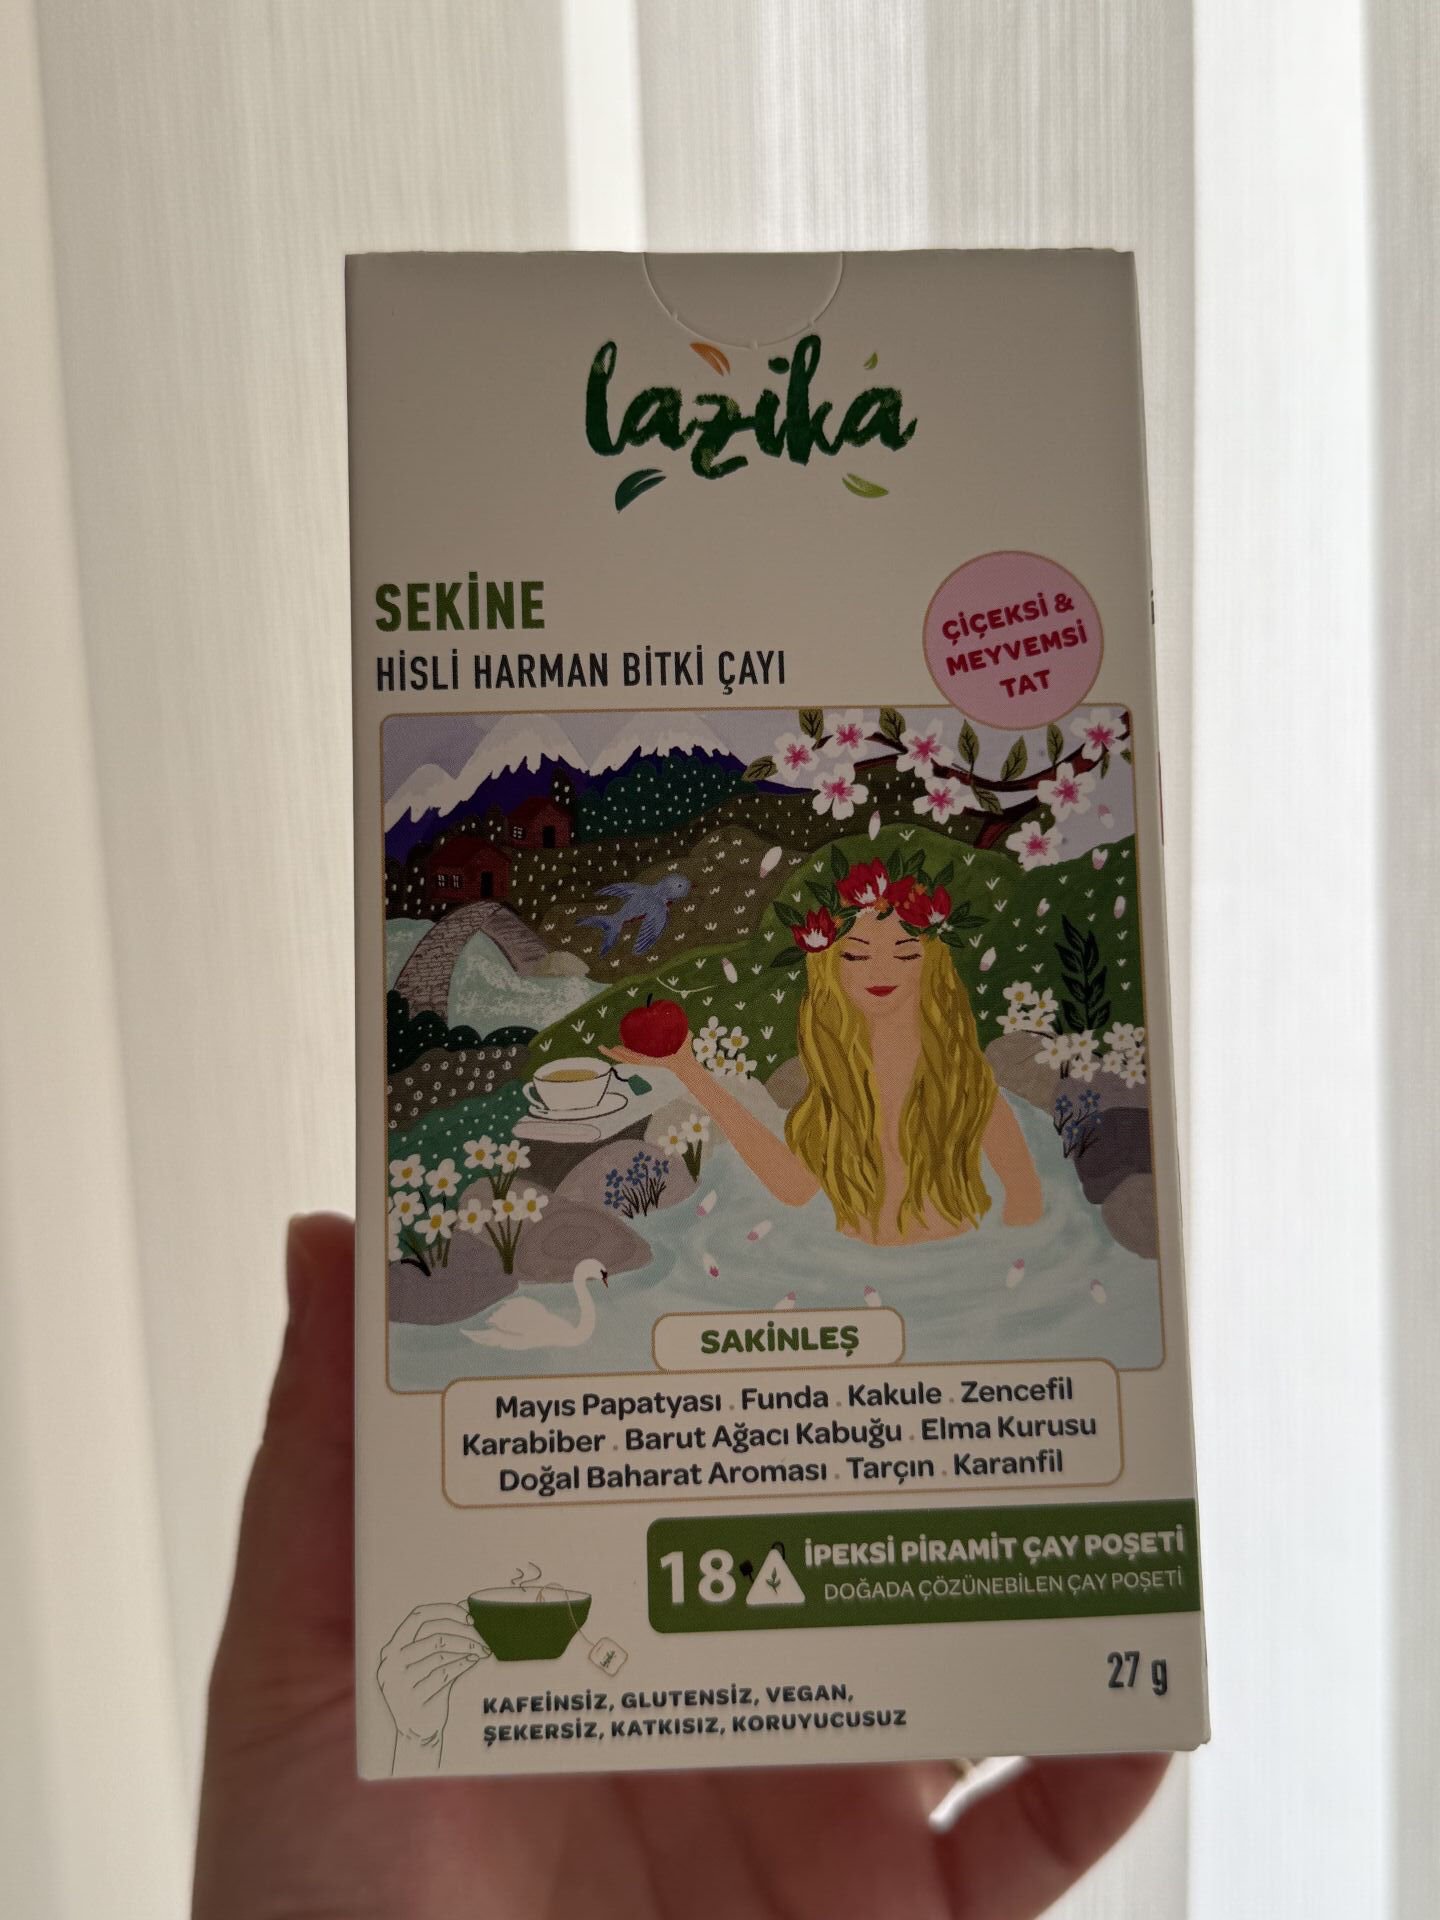 lazika
SEKİNE
HİSLİ HARMAN BİTKİ ÇAYI
ÇİÇEKSİ &
MEYVEMSİ
TAT
SAKİNLEŞ
Mayıs Papatyası . Funda . Kakule . Zencefil
Karabiber . Barut Ağacı Kabuğu . Elma Kurusu
Doğal Baharat Aroması . Tarçın . Karanfil
18 İPEKSİ PİRAMİT ÇAY POŞETİ
DOĞADA ÇÖZÜNEBİLEN ÇAY POŞETİ
27 g
KAFEİNSİZ, GLUTENSİZ, VEGAN,
ŞEKERSİZ, KATKISIZ, KORUYUCUSUZ